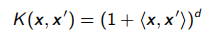 K(x, x′) = (1 + ⟨x, x′⟩)ᵈ